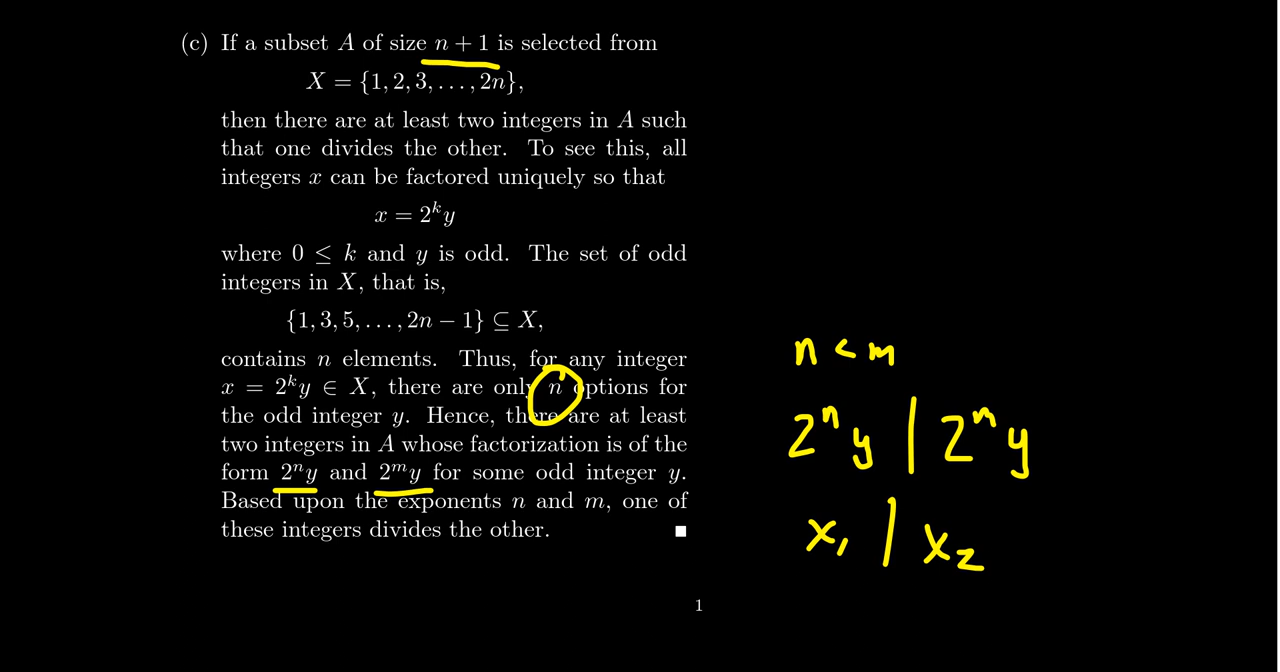 (c) If a subset A of size n + 1 is selected from
X = {1, 2, 3, . . . , 2n},
then there are at least two integers in A such
that one divides the other. To see this, all
integers x can be factored uniquely so that
x = 2^k y
where 0 ≤ k and y is odd. The set of odd
integers in X, that is,
{1, 3, 5, . . . , 2n − 1} ⊆ X,
contains n elements. Thus, for any integer
x = 2^k y ∈ X, there are only n options for
the odd integer y. Hence, there are at least
two integers in A whose factorization is of the
form 2^n y and 2^m y for some odd integer y.
Based upon the exponents n and m, one of
these integers divides the other. ■
n < m
2^n y | 2^m y
x₁ | x₂
1